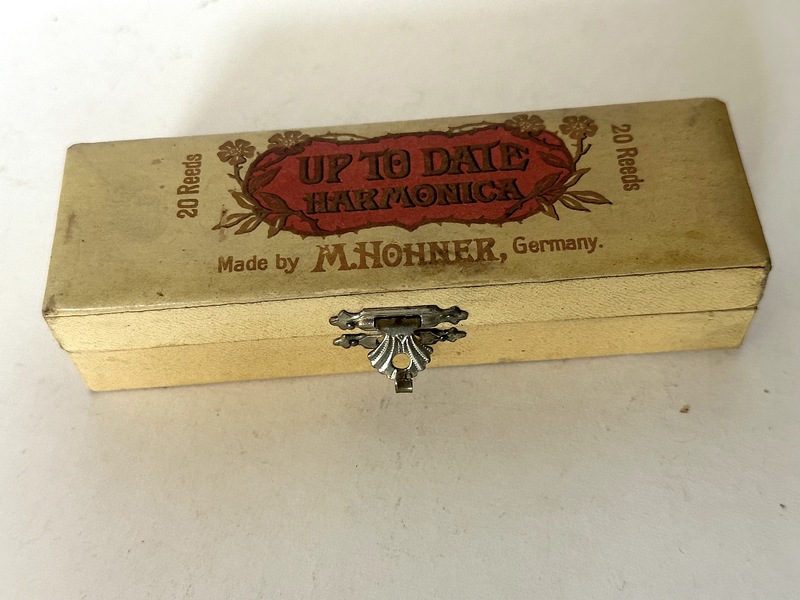 20 Reeds
UP TO DATE
HARMONICA
20 Reeds
Made by M. HOHNER, Germany.